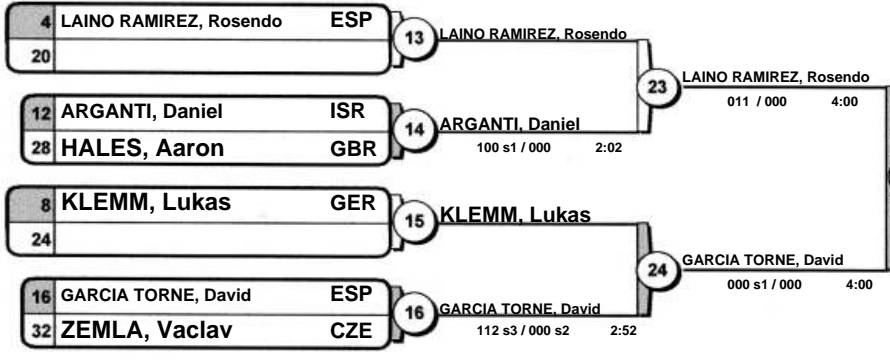 4 LAINO RAMIREZ, Rosendo ESP
20
13 LAINO RAMIREZ, Rosendo
12 ARGANTI, Daniel ISR
28 HALES, Aaron GBR
14 ARGANTI, Daniel
100 s1 / 000 2:02
23 LAINO RAMIREZ, Rosendo
011 / 000 4:00
8 KLEMM, Lukas GER
24
15 KLEMM, Lukas
16 GARCIA TORNE, David ESP
32 ZEMLA, Vaclav CZE
16 GARCIA TORNE, David
112 s3 / 000 s2 2:52
24 GARCIA TORNE, David
000 s1 / 000 4:00